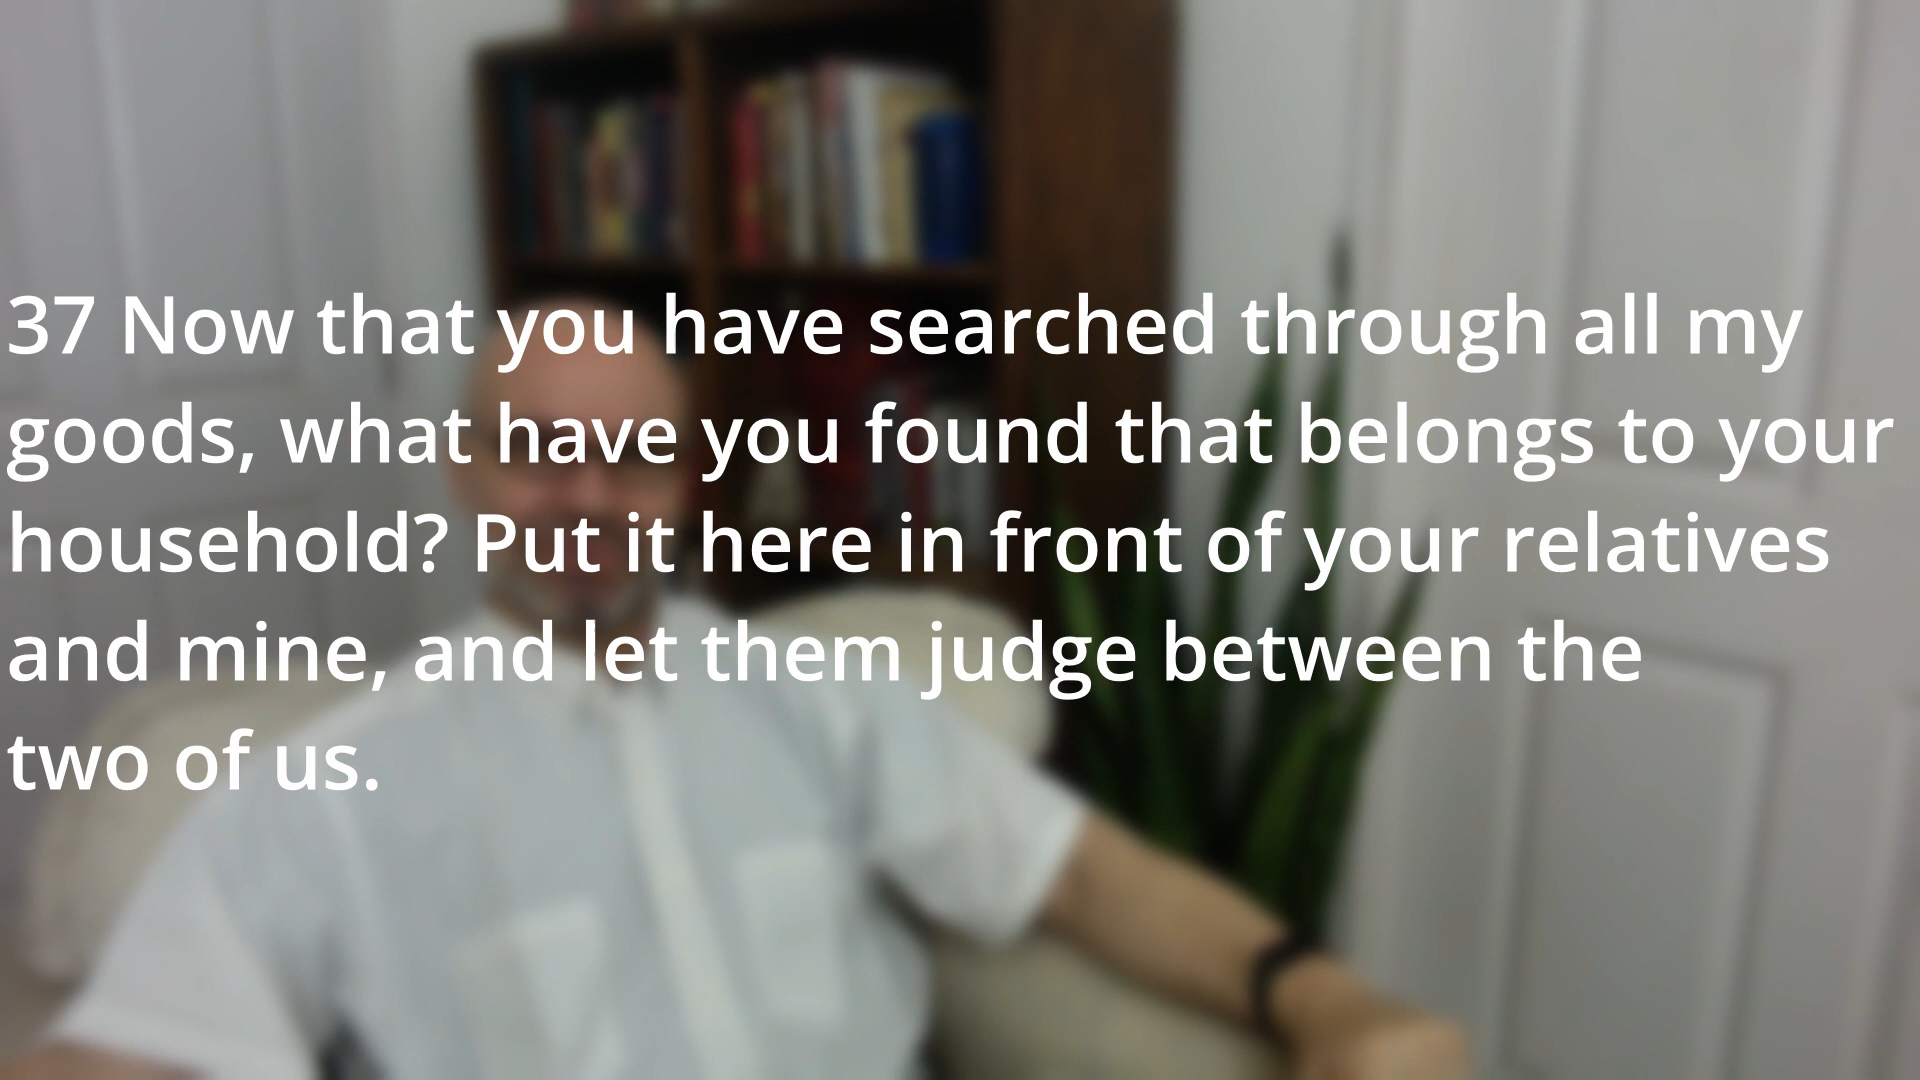 37 Now that you have searched through all my
goods, what have you found that belongs to your
household? Put it here in front of your relatives
and mine, and let them judge between the
two of us.